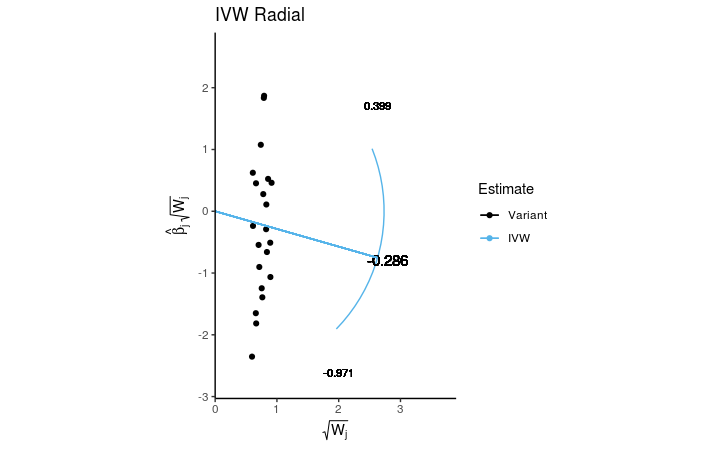 IVW Radial
β̂j√Wj
2
1
0
-1
-2
-3
0
1
2
3
√Wj
0.399
-0.286
-0.971
Estimate
Variant
IVW